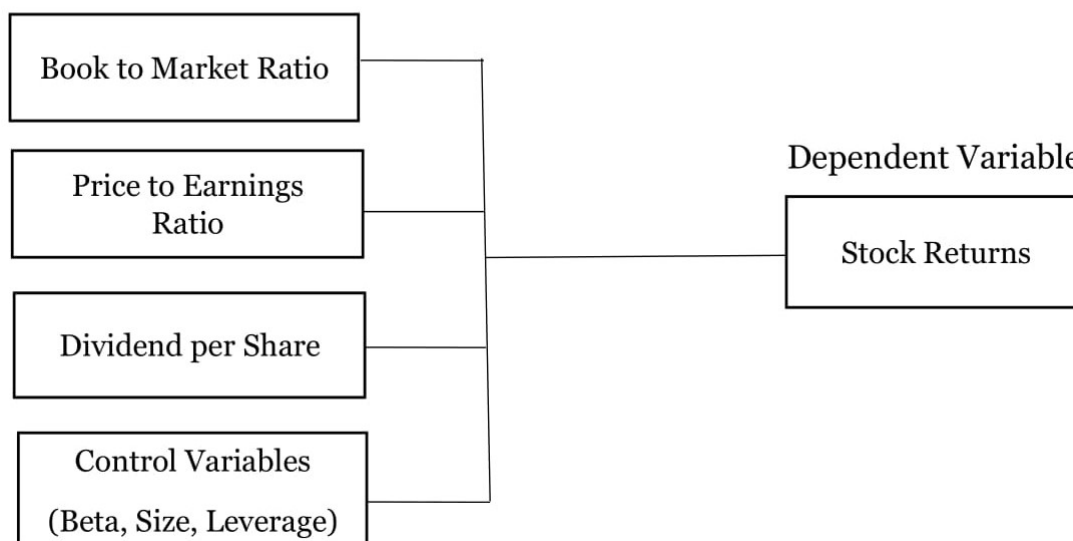 Book to Market Ratio
Price to Earnings
Ratio
Dividend per Share
Control Variables
(Beta, Size, Leverage)
Dependent Variable
Stock Returns